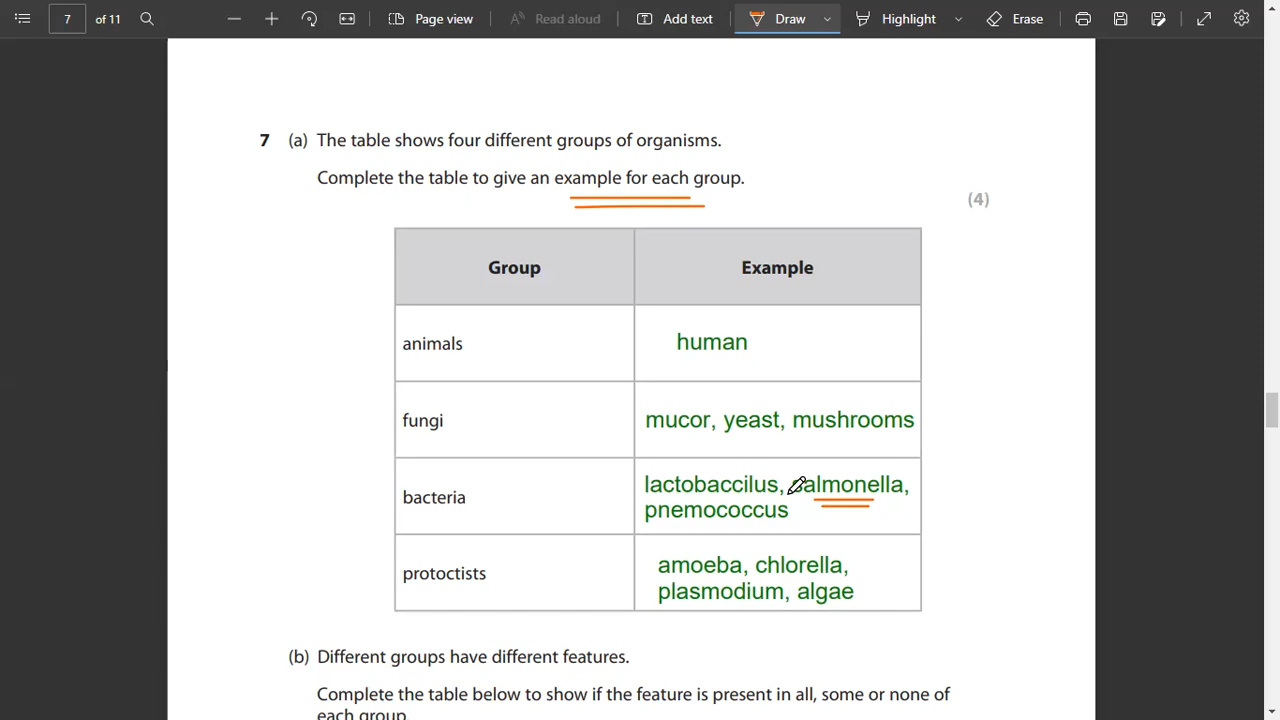 7 of 11 Page view Read aloud Add text Draw Highlight Erase
7 (a) The table shows four different groups of organisms.
Complete the table to give an example for each group.
(4)
Group Example
animals human
fungi mucor, yeast, mushrooms
bacteria lactobaccilus, salmonella,
pnemococcus
protoctists amoeba, chlorella,
plasmodium, algae
(b) Different groups have different features.
Complete the table below to show if the feature is present in all, some or none of
each group.